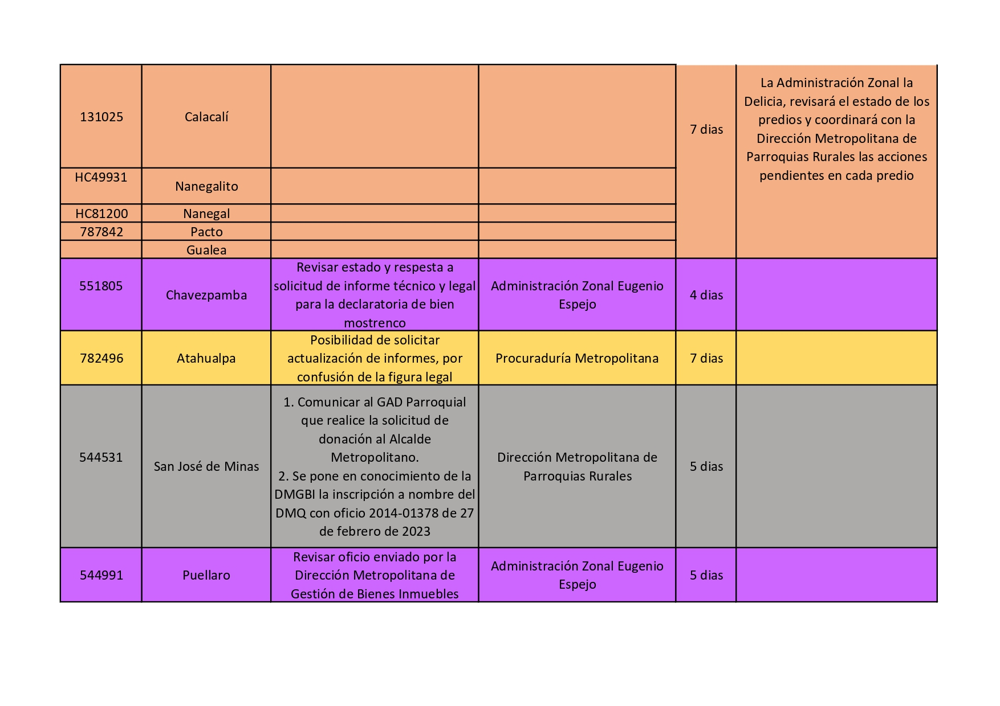 131025
Calacalí
7 dias
La Administración Zonal la
Delicia, revisará el estado de los
predios y coordinará con la
Dirección Metropolitana de
Parroquias Rurales las acciones
pendientes en cada predio
HC49931
Nanegalito
HC81200
Nanegal
787842
Pacto
Gualea
551805
Chavezpamba
Revisar estado y respesta a
solicitud de informe técnico y legal
para la declaratoria de bien
mostrenco
Administración Zonal Eugenio
Espejo
4 dias
782496
Atahualpa
Posibilidad de solicitar
actualización de informes, por
confusión de la figura legal
Procuraduría Metropolitana
7 dias
544531
San José de Minas
1. Comunicar al GAD Parroquial
que realice la solicitud de
donación al Alcalde
Metropolitano.
2. Se pone en conocimiento de la
DMGBI la inscripción a nombre del
DMQ con oficio 2014-01378 de 27
de febrero de 2023
Dirección Metropolitana de
Parroquias Rurales
5 dias
544991
Puellaro
Revisar oficio enviado por la
Dirección Metropolitana de
Gestión de Bienes Inmuebles
Administración Zonal Eugenio
Espejo
5 dias